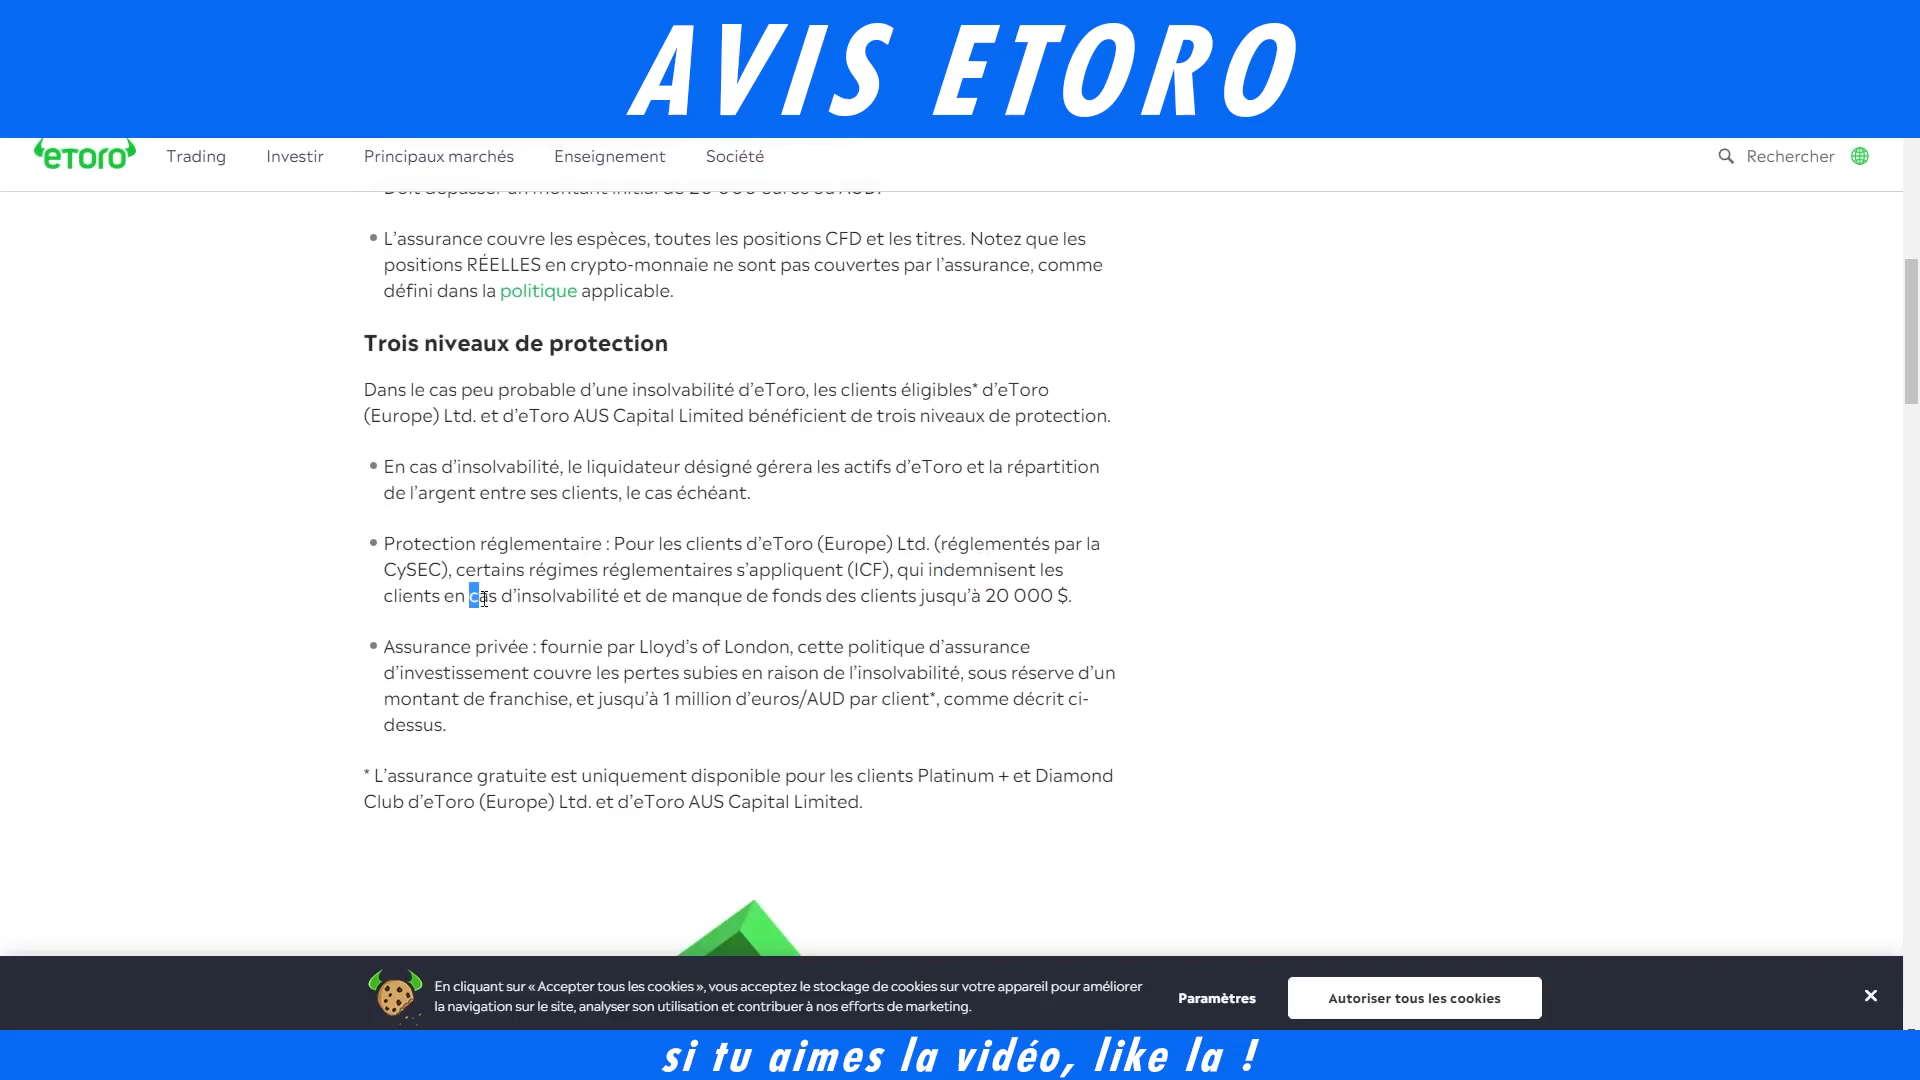 AVIS ETORO
eToro Trading Investir Principaux marchés Enseignement Société Rechercher
Doit dépasser un montant initial de 20 000 euros ou AUD.
L'assurance couvre les espèces, toutes les positions CFD et les titres. Notez que les
positions RÉELLES en crypto-monnaie ne sont pas couvertes par l'assurance, comme
défini dans la politique applicable.
Trois niveaux de protection
Dans le cas peu probable d'une insolvabilité d'eToro, les clients éligibles* d'eToro
(Europe) Ltd. et d'eToro AUS Capital Limited bénéficient de trois niveaux de protection.
En cas d'insolvabilité, le liquidateur désigné gérera les actifs d'eToro et la répartition
de l'argent entre ses clients, le cas échéant.
Protection réglementaire : Pour les clients d'eToro (Europe) Ltd. (réglementés par la
CySEC), certains régimes réglementaires s'appliquent (ICF), qui indemnisent les
clients en cas d'insolvabilité et de manque de fonds des clients jusqu'à 20 000 $.
Assurance privée : fournie par Lloyd's of London, cette politique d'assurance
d'investissement couvre les pertes subies en raison de l'insolvabilité, sous réserve d'un
montant de franchise, et jusqu'à 1 million d'euros/AUD par client*, comme décrit ci-
dessus.
* L'assurance gratuite est uniquement disponible pour les clients Platinum + et Diamond
Club d'eToro (Europe) Ltd. et d'eToro AUS Capital Limited.
En cliquant sur « Accepter tous les cookies », vous acceptez le stockage de cookies sur votre appareil pour améliorer
la navigation sur le site, analyser son utilisation et contribuer à nos efforts de marketing.
Paramètres
Autoriser tous les cookies
si tu aimes la vidéo, like la !